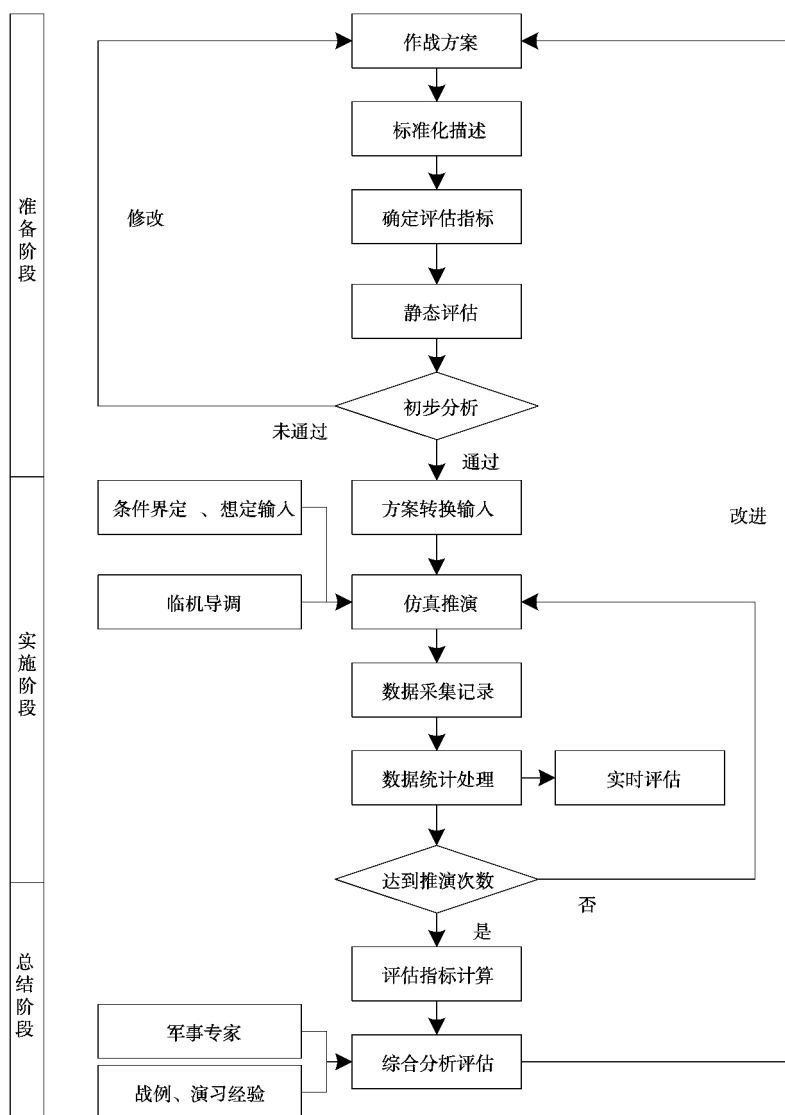 作战方案
标准化描述
确定评估指标
修改
准备阶段
静态评估
初步分析
未通过
通过
条件界定 、想定输入
方案转换输入
改进
临机导调
仿真推演
实施阶段
数据采集记录
数据统计处理
实时评估
达到推演次数
否
是
总结阶段
评估指标计算
军事专家
综合分析评估
战例、演习经验